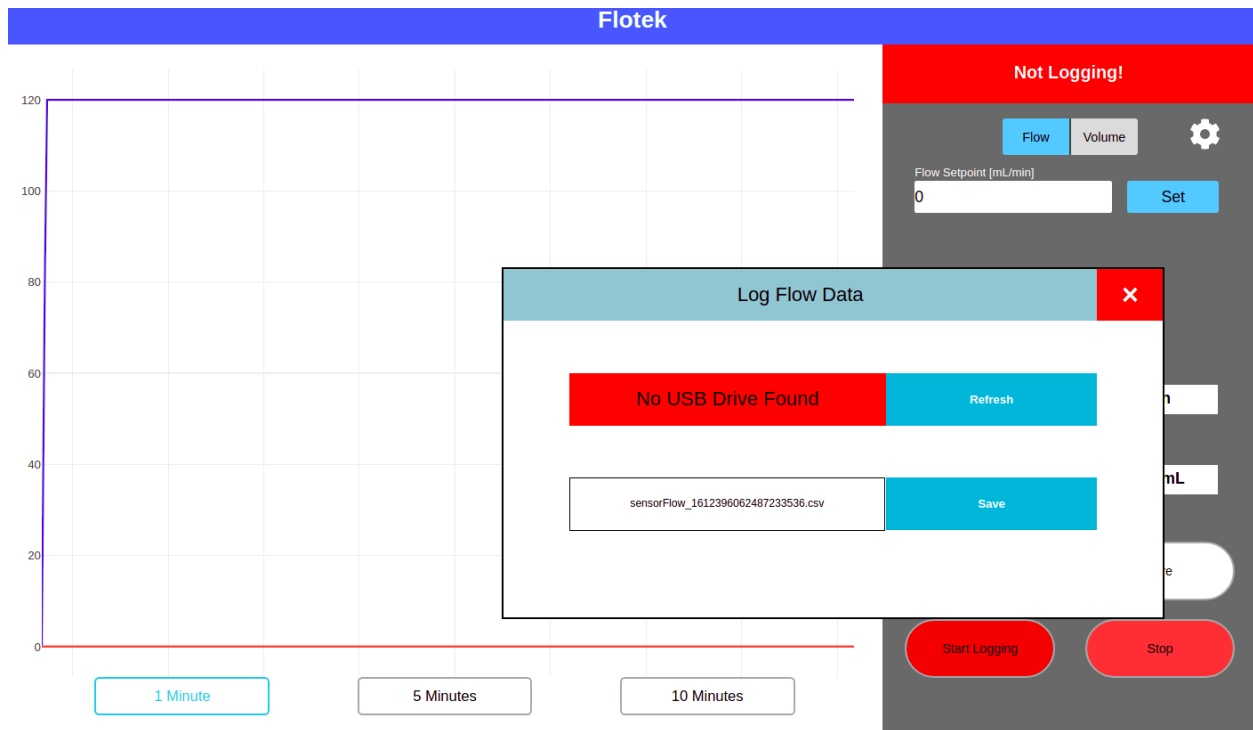 Flotek
Not Logging!
Flow
Volume
Flow Setpoint [mL/min]
0
Set
120
100
80
60
40
20
0
Log Flow Data
×
No USB Drive Found
Refresh
sensorFlow_1612396062487233536.csv
Save
mL
Start Logging
Stop
1 Minute
5 Minutes
10 Minutes